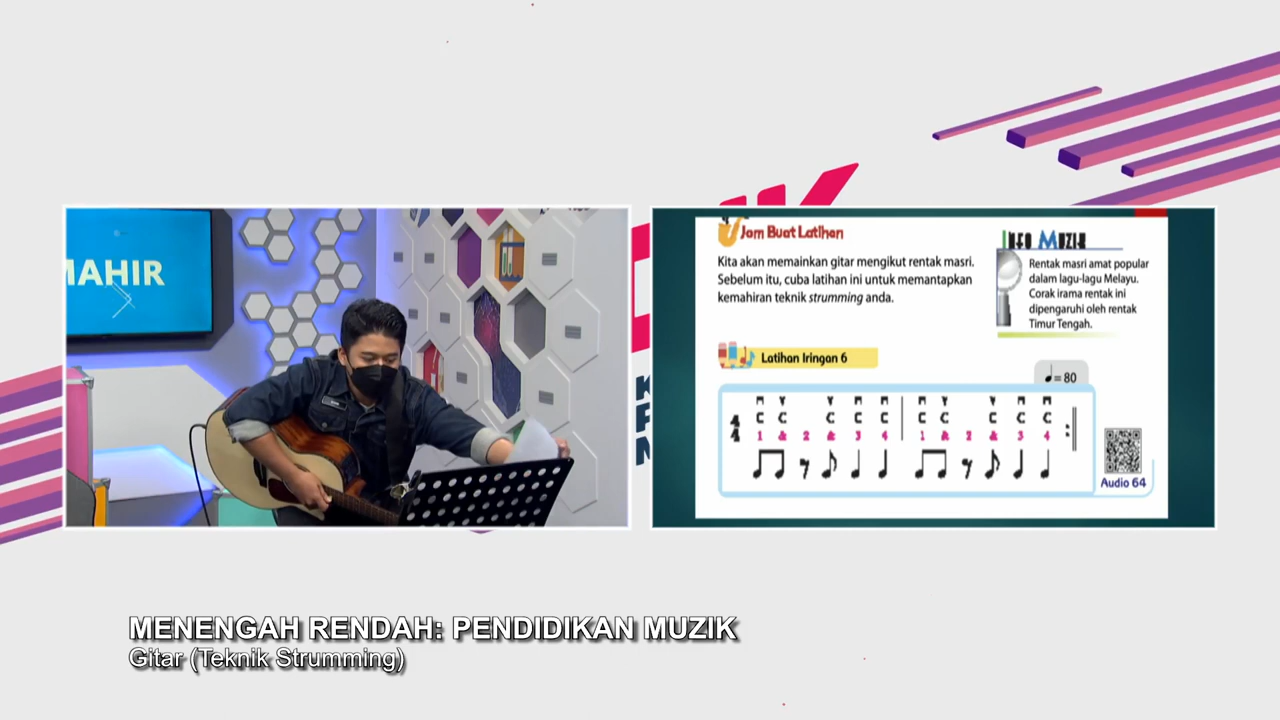 MAHIR
Jom Buat Latihan
Kita akan memainkan gitar mengikut rentak masri.
Sebelum itu, cuba latihan ini untuk memantapkan
kemahiran teknik strumming anda.
INFO MUZIK
Rentak masri amat popular
dalam lagu-lagu Melayu.
Corak irama rentak ini
dipengaruhi oleh rentak
Timur Tengah.
Latihan Iringan 6
= 80
C C C C C C C C C C
4 4
1 & 2 & 3 4 1 & 2 & 3 4
Audio 64
MENENGAH RENDAH: PENDIDIKAN MUZIK
Gitar (Teknik Strumming)